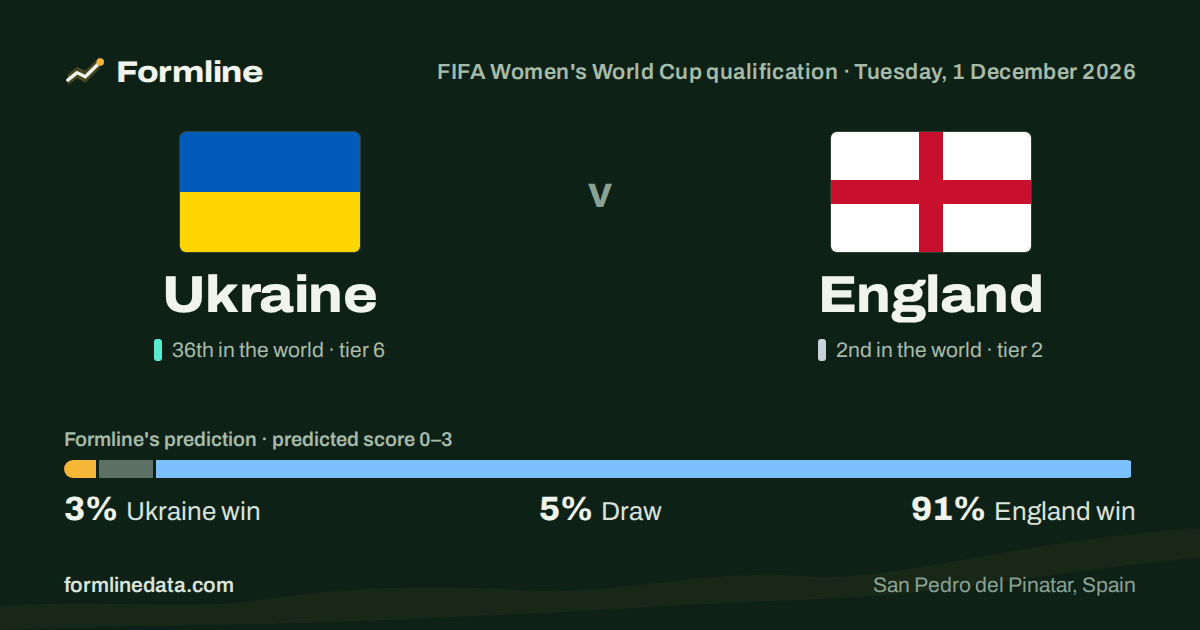 Formline
FIFA Women's World Cup qualification · Tuesday, 1 December 2026
v
Ukraine
England
36th in the world · tier 6
2nd in the world · tier 2
Formline's prediction · predicted score 0–3
3% Ukraine win
5% Draw
91% England win
formlinedata.com
San Pedro del Pinatar, Spain